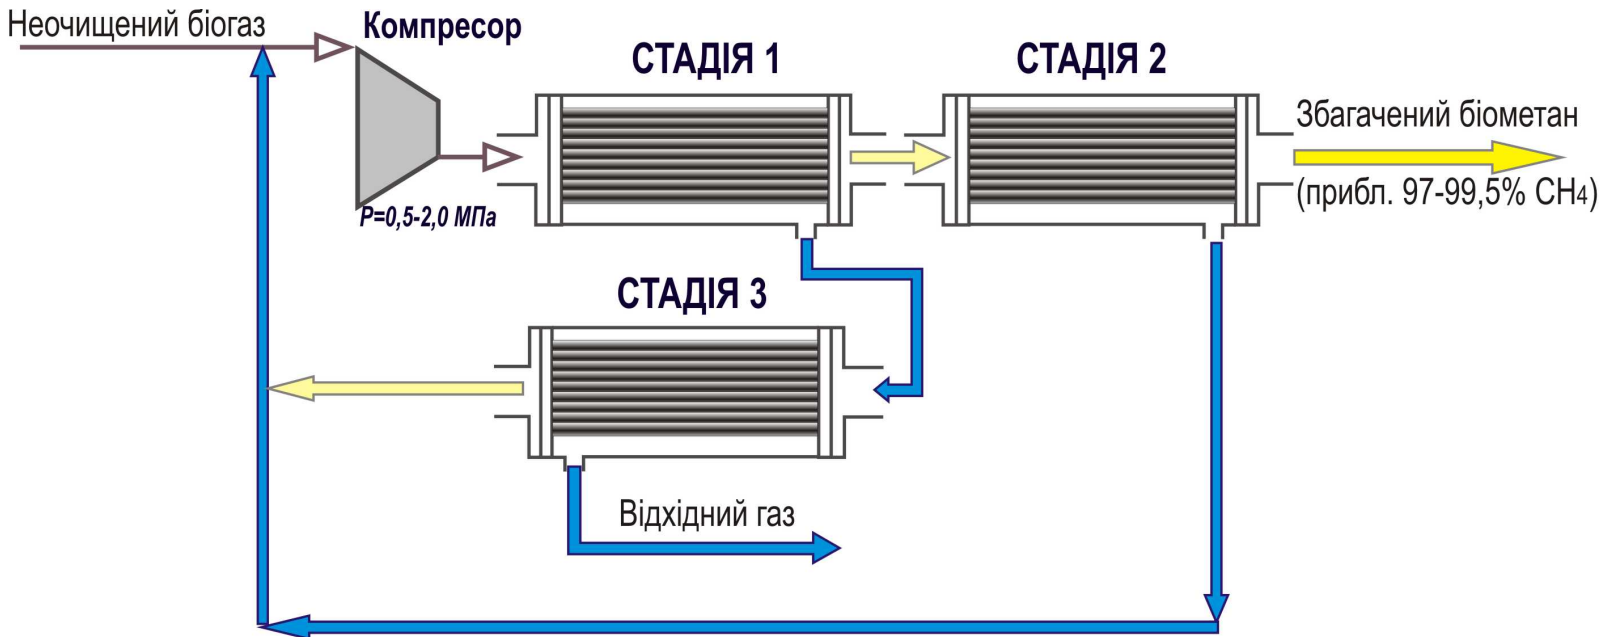 Неочищений біогаз
Компресор
СТАДІЯ 1
СТАДІЯ 2
Збагачений біометан
(прибл. 97-99,5% CH4)
P=0,5-2,0 МПа
СТАДІЯ 3
Відхідний газ